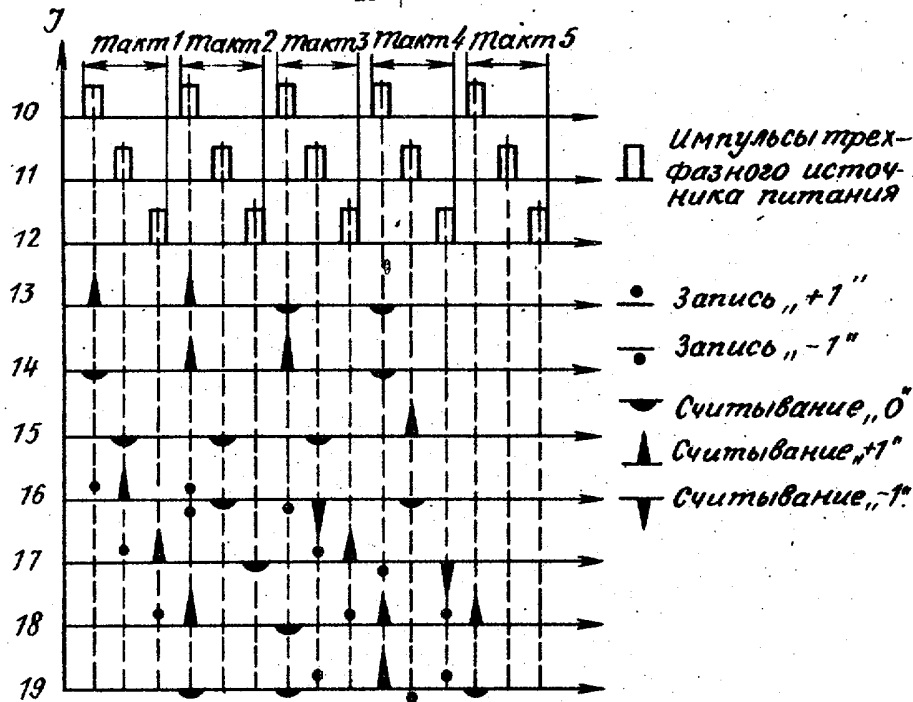 J
Такт 1 Такт 2 Такт 3 Такт 4 Такт 5
10
11
12
13
14
15
16
17
18
19
Импульсы трех-
фазного источ-
ника питания
Запись „+1"
Запись „-1"
Считывание „0"
Считывание „+1"
Считывание „-1".